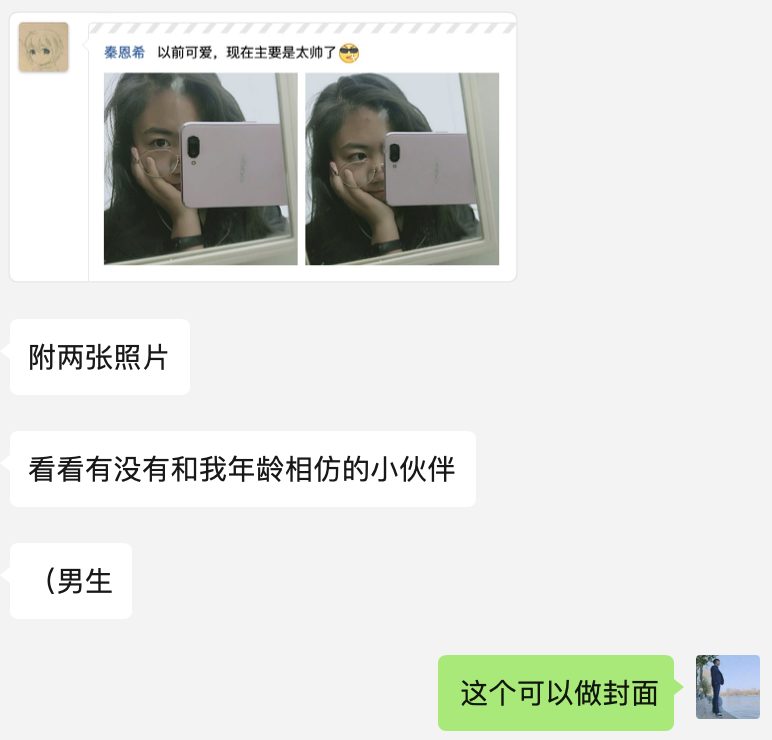 秦恩希 以前可爱，现在主要是太帅了
附两张照片
看看有没有和我年龄相仿的小伙伴
（男生
这个可以做封面